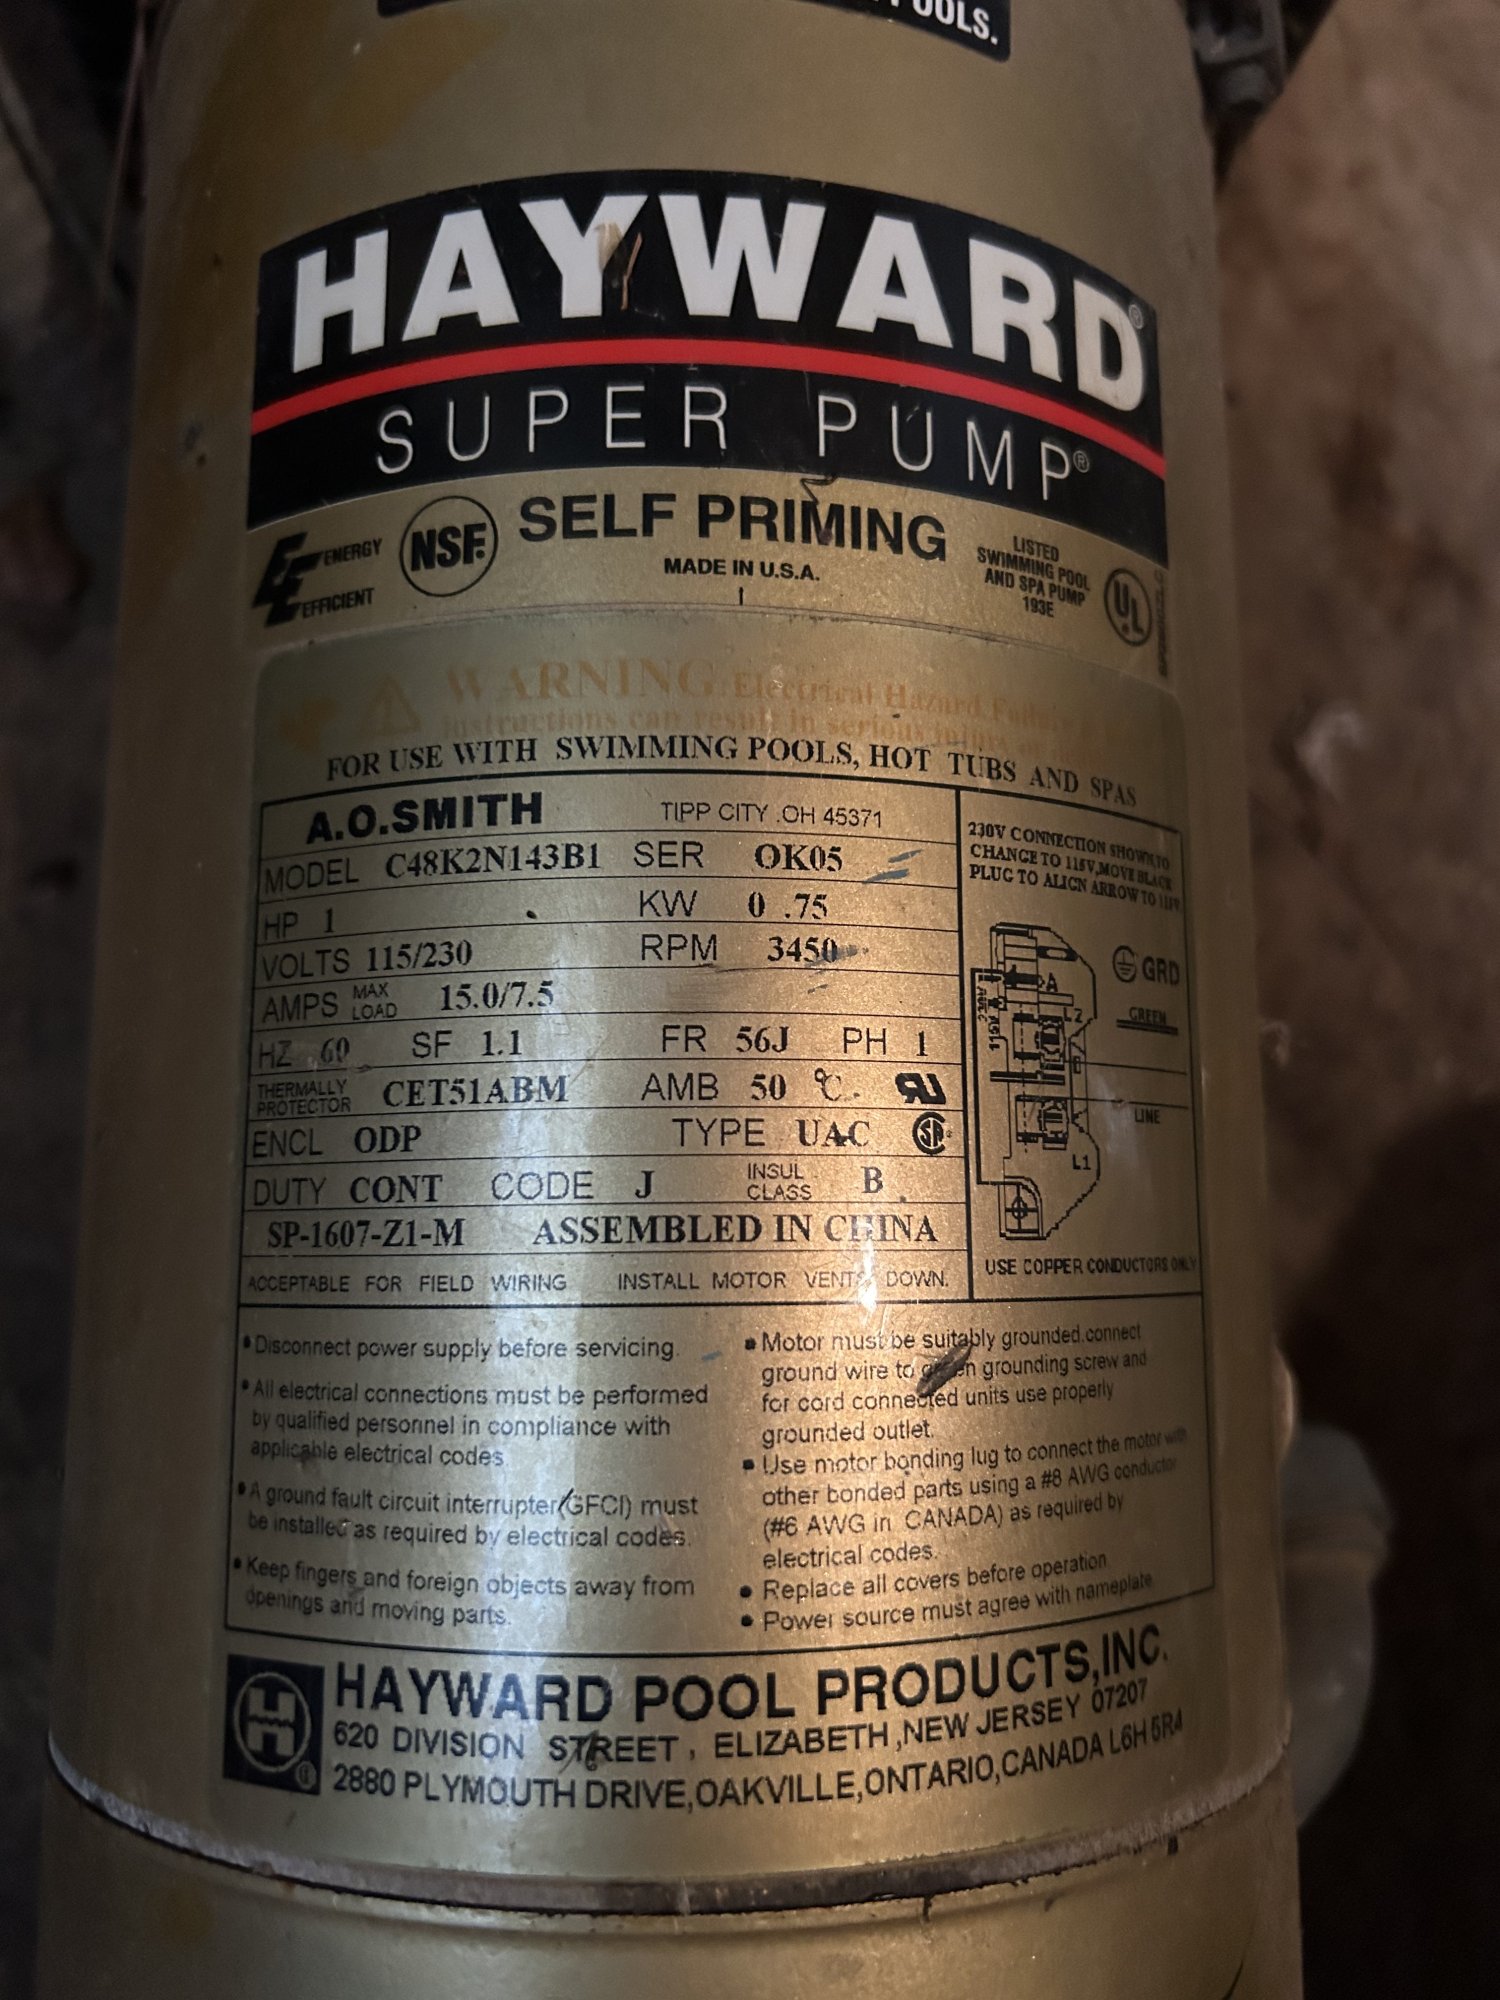 OOLS.
HAYWARD®
SUPER PUMP®
ENERGY EFFICIENT
NSF.
SELF PRIMING
MADE IN U.S.A.
LISTED
SWIMMING POOL
AND SPA PUMP
193E
UL
WARNING Electrical Hazard
instructions can result in serious
FOR USE WITH SWIMMING POOLS, HOT TUBS AND SPAS
A.O.SMITH TIPP CITY .OH 45371
MODEL C48K2N143B1 SER OK05
HP 1 KW 0 .75
VOLTS 115/230 RPM 3450
AMPS MAX LOAD 15.0/7.5
HZ 60 SF 1.1 FR 56J PH 1
THERMALLY PROTECTOR CET51ABM AMB 50 ℃.
ENCL ODP TYPE UAC
DUTY CONT CODE J INSUL CLASS B
SP-1607-Z1-M ASSEMBLED IN CHINA
ACCEPTABLE FOR FIELD WIRING INSTALL MOTOR VENTS DOWN.
230V CONNECTION SHOWN,TO
CHANGE TO 115V,MOVE BLACK
PLUG TO ALIGN ARROW TO 115V
GRD
A
L2
GREEN
115V
LINE
L1
USE COPPER CONDUCTORS ONLY
• Disconnect power supply before servicing.
• All electrical connections must be performed
by qualified personnel in compliance with
applicable electrical codes
• A ground fault circuit interrupter(GFCI) must
be installed as required by electrical codes.
• Keep fingers and foreign objects away from
openings and moving parts.
• Motor must be suitably grounded.connect
ground wire to green grounding screw and
for cord connected units use properly
grounded outlet.
• Use motor bonding lug to connect the motor with
other bonded parts using a #8 AWG conductor
(#6 AWG in CANADA) as required by
electrical codes.
• Replace all covers before operation
• Power source must agree with nameplate
HAYWARD POOL PRODUCTS,INC.
620 DIVISION STREET , ELIZABETH ,NEW JERSEY 07207
2880 PLYMOUTH DRIVE,OAKVILLE,ONTARIO,CANADA L6H 5R4